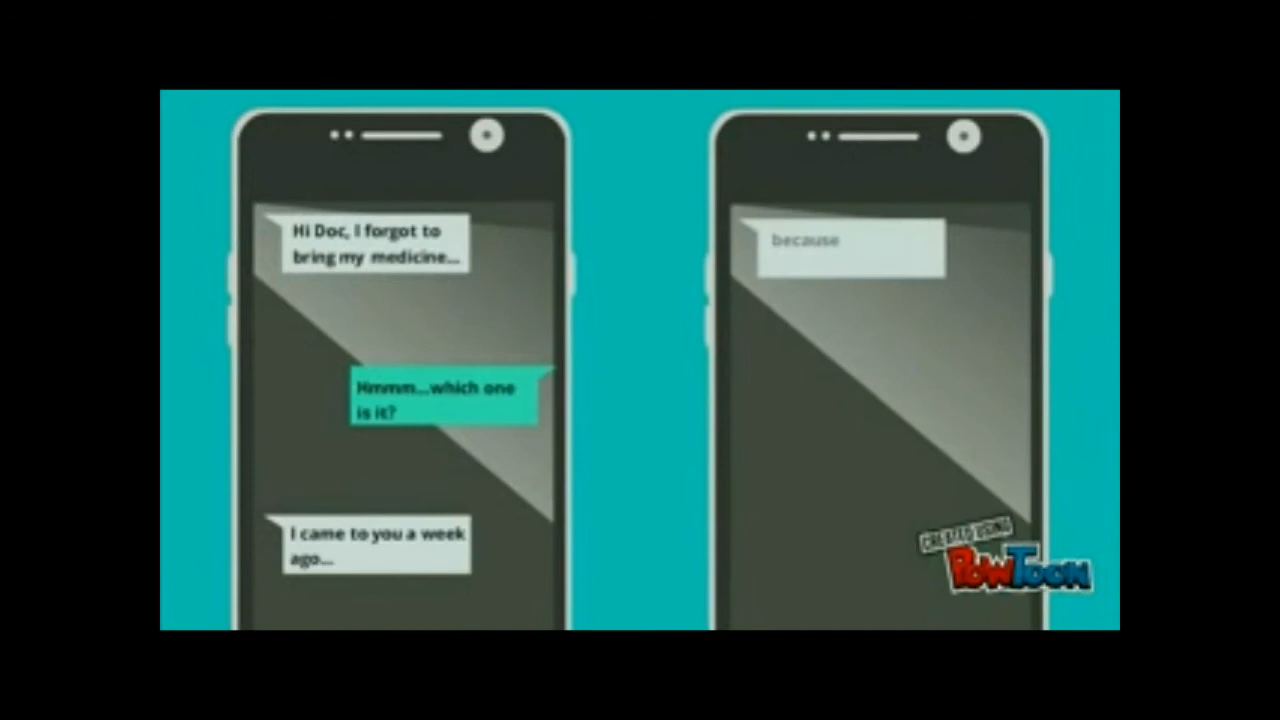 Hi Doc, I forgot to
bring my medicine...
Hmmm...which one
is it?
I came to you a week
ago...
because
CREATED USING
POWTOON